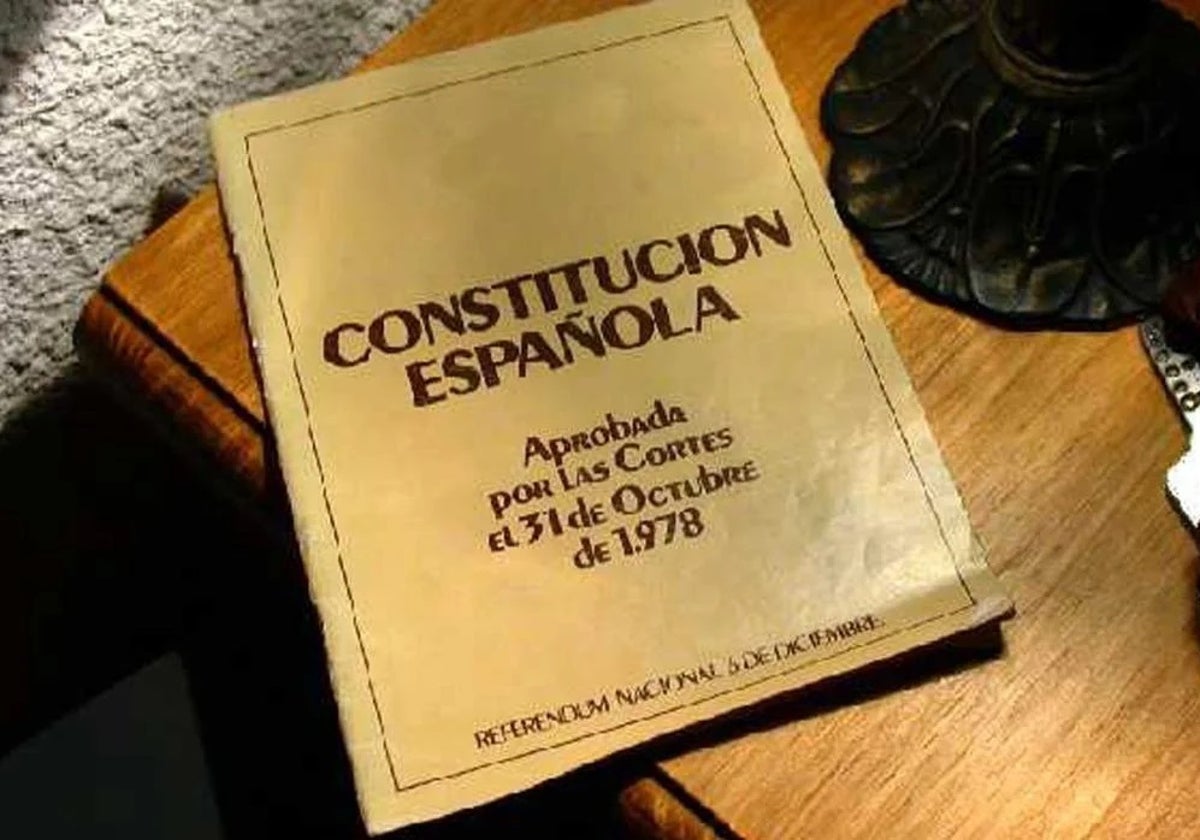 CONSTITUCION
ESPAÑOLA
Aprobada
por las Cortes
el 31 de Octubre
de 1.978
REFERENDUM NACIONAL 6 DE DICIEMBRE.